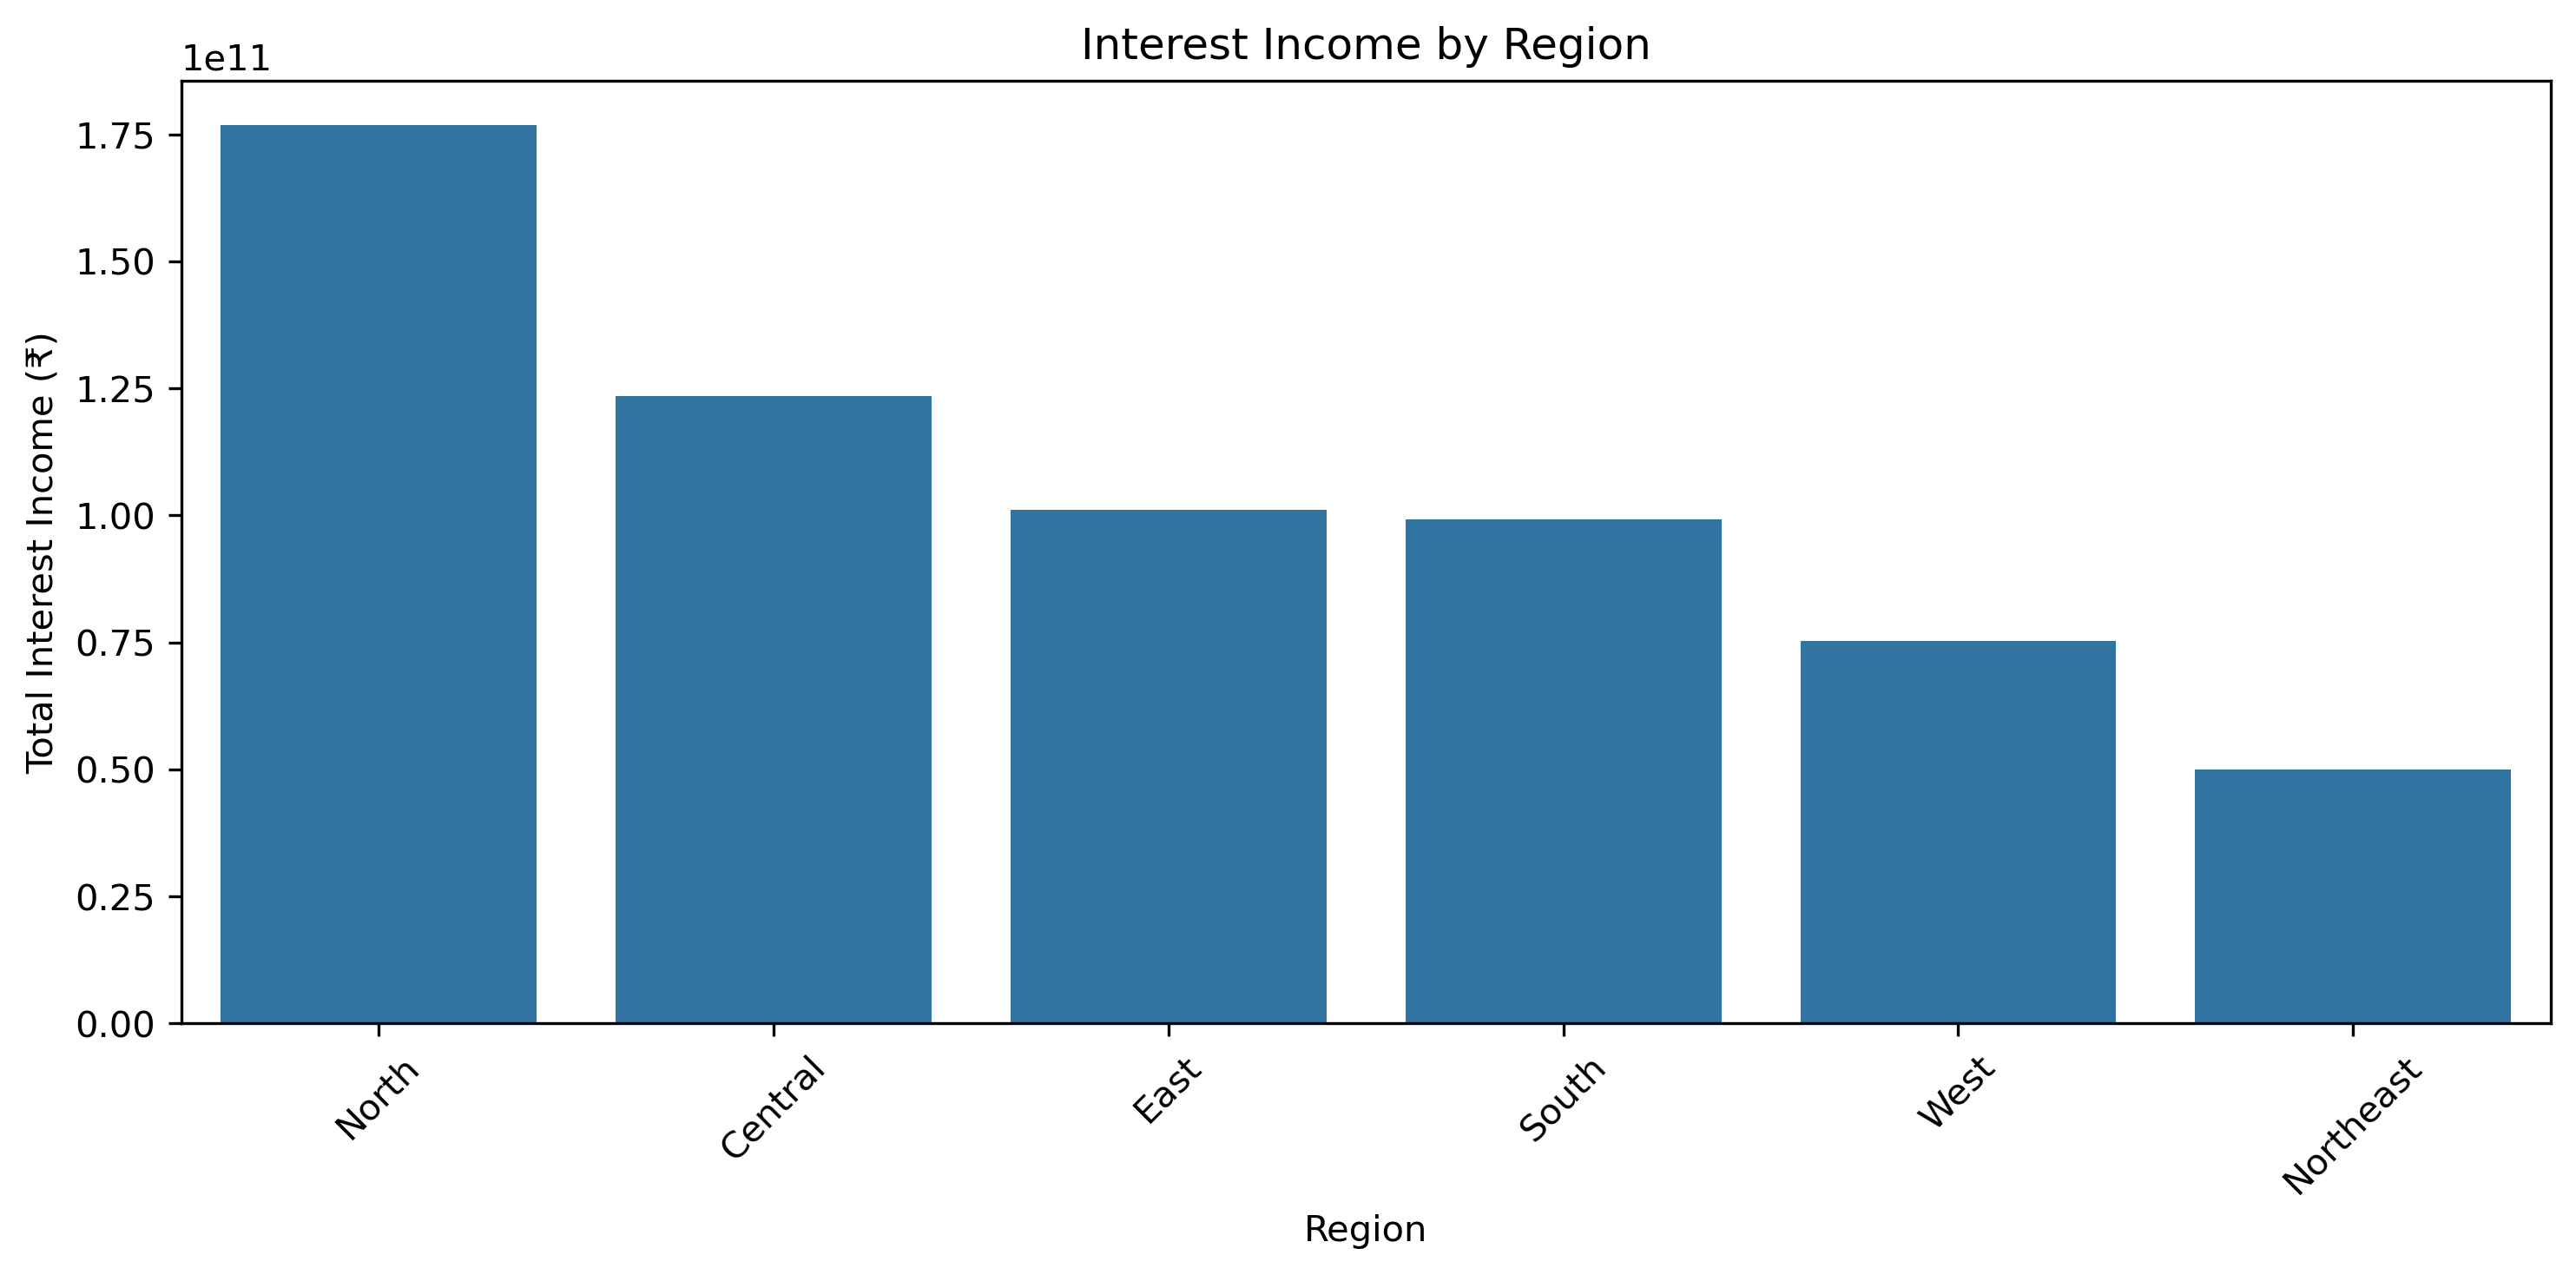 Interest Income by Region
1e11
1.75
1.50
1.25
1.00
0.75
0.50
0.25
0.00
Total Interest Income (₹)
North
Central
East
South
West
Northeast
Region